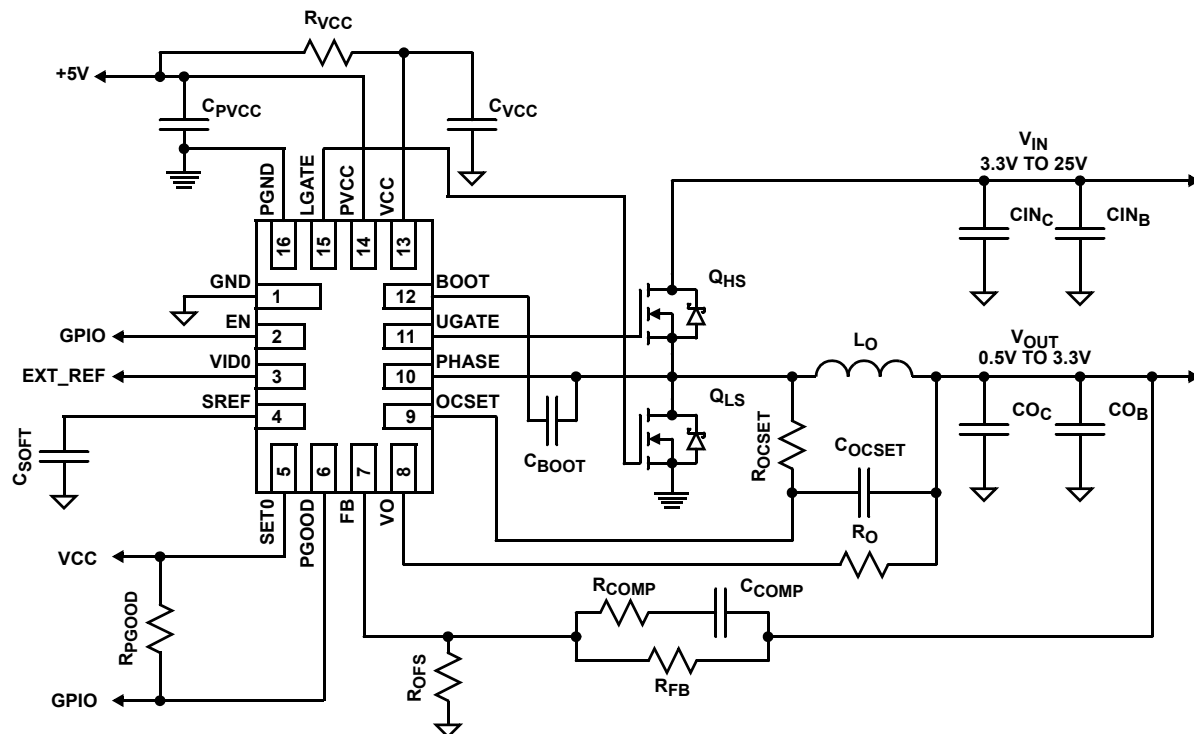 RVCC
+5V
CPVCC
CVCC
VIN
3.3V TO 25V
PGND
LGATE
PVCC
VCC
16
15
14
13
CINC
CINB
GND
1
12
BOOT
QHS
GPIO
EN
2
11
UGATE
LO
VOUT
0.5V TO 3.3V
EXT_REF
VID0
3
10
PHASE
SREF
4
9
OCSET
QLS
CSOFT
5
6
7
8
CBOOT
ROCSET
COCSET
COC
COB
SET0
PGOOD
FB
VO
RO
VCC
RPGOOD
RCOMP
CCOMP
ROFS
RFB
GPIO